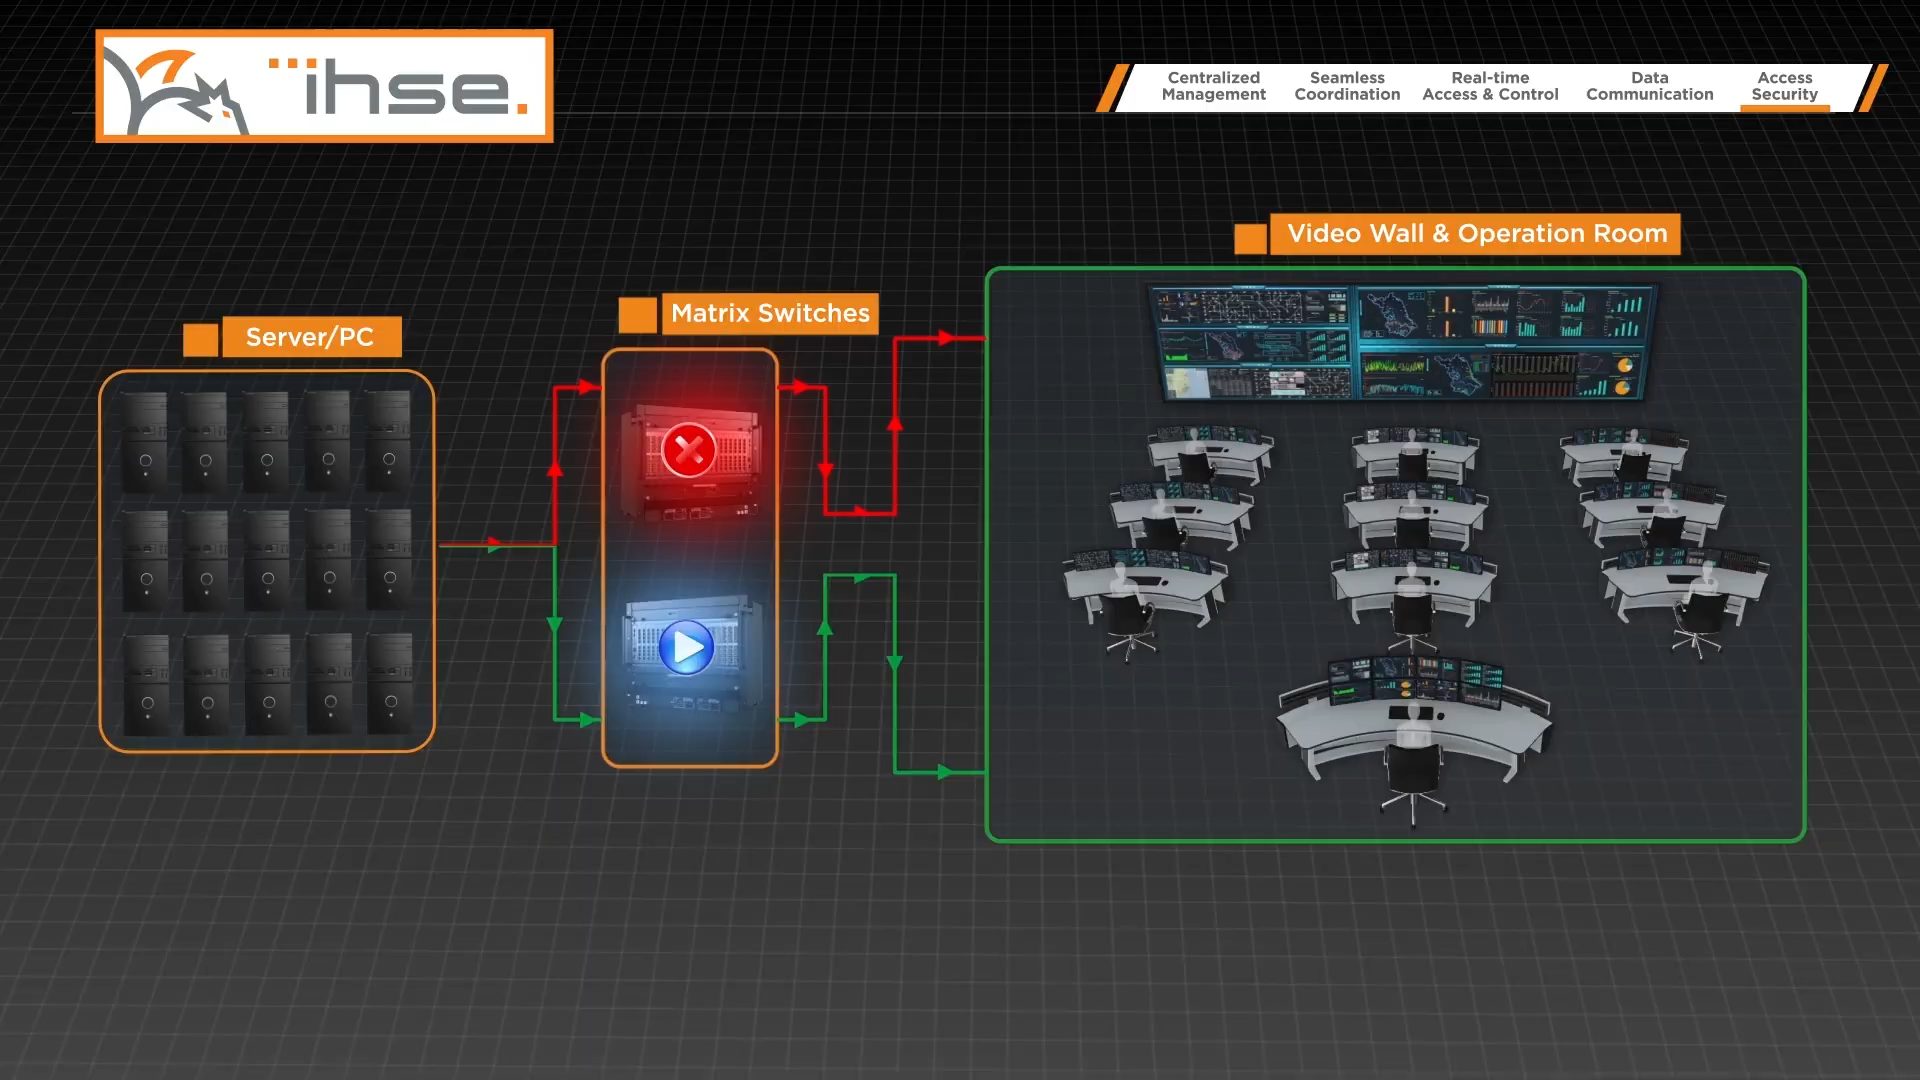 ihse.
Centralized
Management
Seamless
Coordination
Real-time
Access & Control
Data
Communication
Access
Security
Video Wall & Operation Room
Matrix Switches
Server/PC